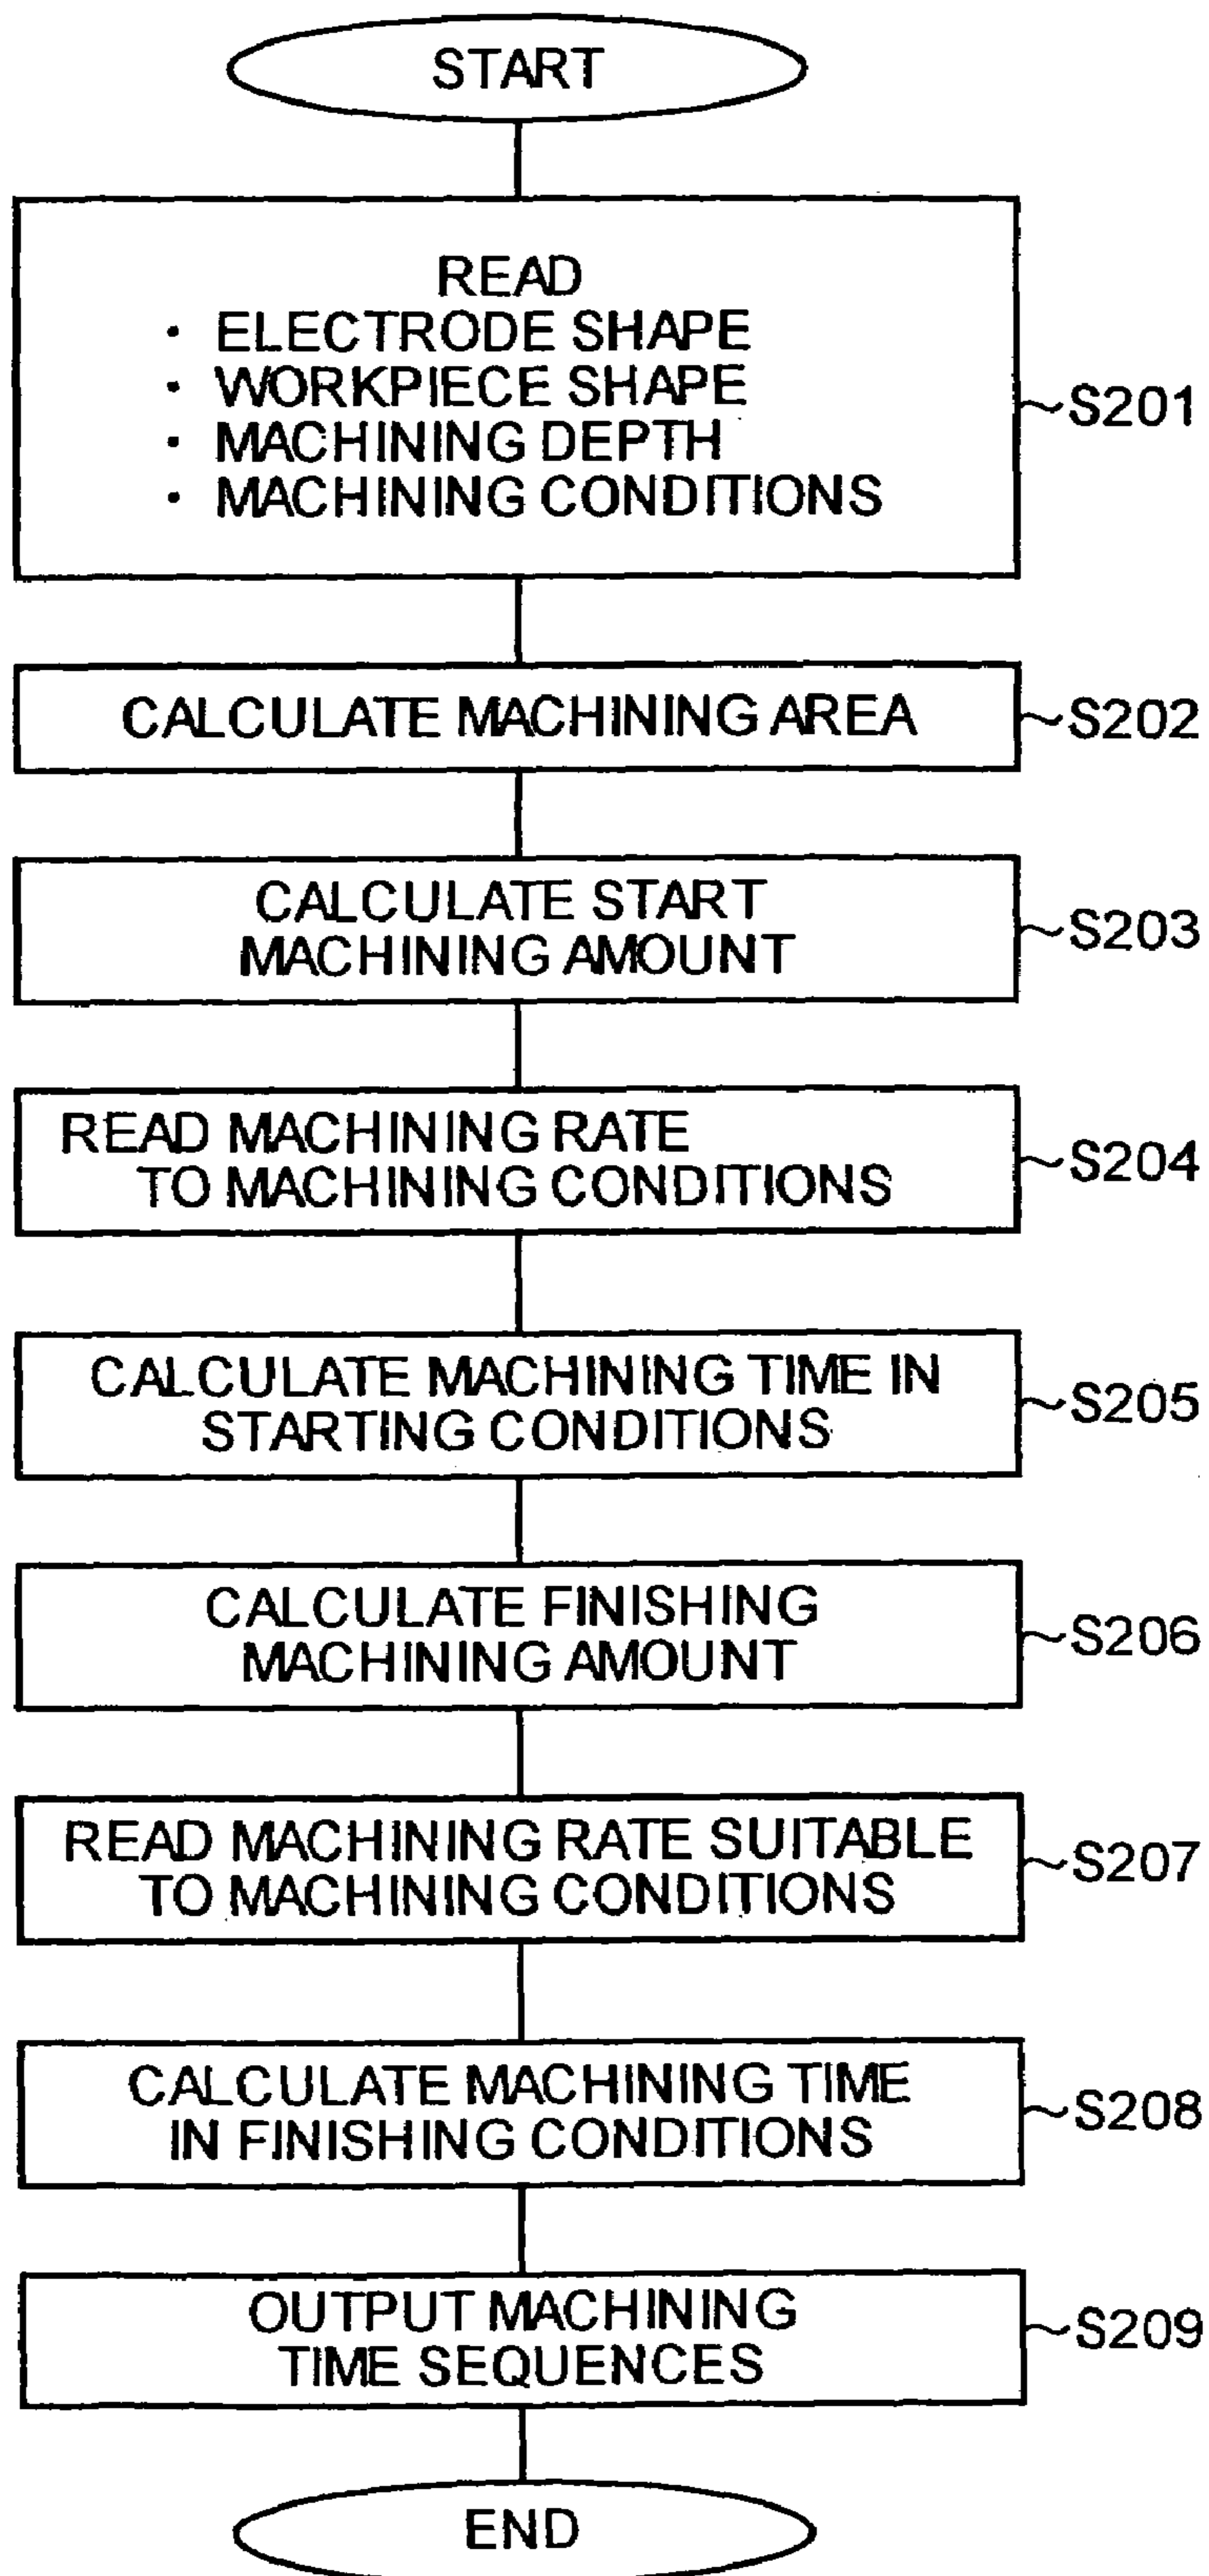 START
READ
· ELECTRODE SHAPE
· WORKPIECE SHAPE
· MACHINING DEPTH
· MACHINING CONDITIONS
S201
CALCULATE MACHINING AREA
S202
CALCULATE START
MACHINING AMOUNT
S203
READ MACHINING RATE
TO MACHINING CONDITIONS
S204
CALCULATE MACHINING TIME IN
STARTING CONDITIONS
S205
CALCULATE FINISHING
MACHINING AMOUNT
S206
READ MACHINING RATE SUITABLE
TO MACHINING CONDITIONS
S207
CALCULATE MACHINING TIME
IN FINISHING CONDITIONS
S208
OUTPUT MACHINING
TIME SEQUENCES
S209
END